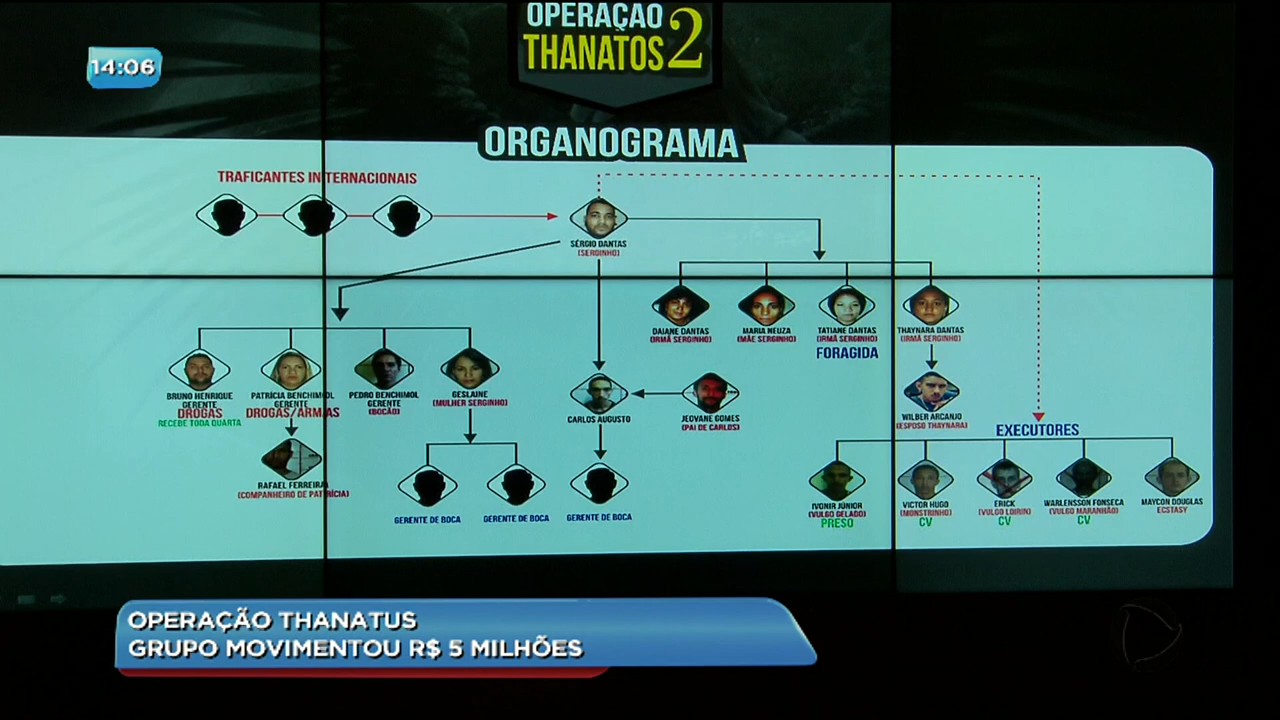 OPERAÇÃO
THANATOS 2
14:06
ORGANOGRAMA
TRAFICANTES INTERNACIONAIS
SÉRGIO DANTAS
(SERGINHO)
DAIANE DANTAS
(IRMÃ SERGINHO)
MARIA NEUZA
(MÃE SERGINHO)
TATIANE DANTAS
(IRMÃ SERGINHO)
FORAGIDA
THAYNARA DANTAS
(IRMÃ SERGINHO)
BRUNO HENRIQUE
GERENTE
DROGAS
RECEBE TODA QUARTA
PATRÍCIA BENCHIMOL
GERENTE
DROGAS/ARMAS
PEDRO BENCHIMOL
GERENTE
(BOCÃO)
GESLAINE
(MULHER SERGINHO)
CARLOS AUGUSTO
JEOVANE GOMES
(PAI DE CARLOS)
WILBER ARCANJO
(ESPOSO THAYNARA)
EXECUTORES
RAFAEL FERREIRA
(COMPANHEIRO DE PATRÍCIA)
GERENTE DE BOCA
GERENTE DE BOCA
GERENTE DE BOCA
IVONIR JÚNIOR
(VULGO GELADO)
PRESO
VICTOR HUGO
(MONSTRINHO)
CV
ERICK
(VULGO LOIRIN)
CV
WARLENSSON FONSECA
(VULGO MARANHÃO)
CV
MAYCON DOUGLAS
ECSTASY
OPERAÇÃO THANATUS
GRUPO MOVIMENTOU R$ 5 MILHÕES